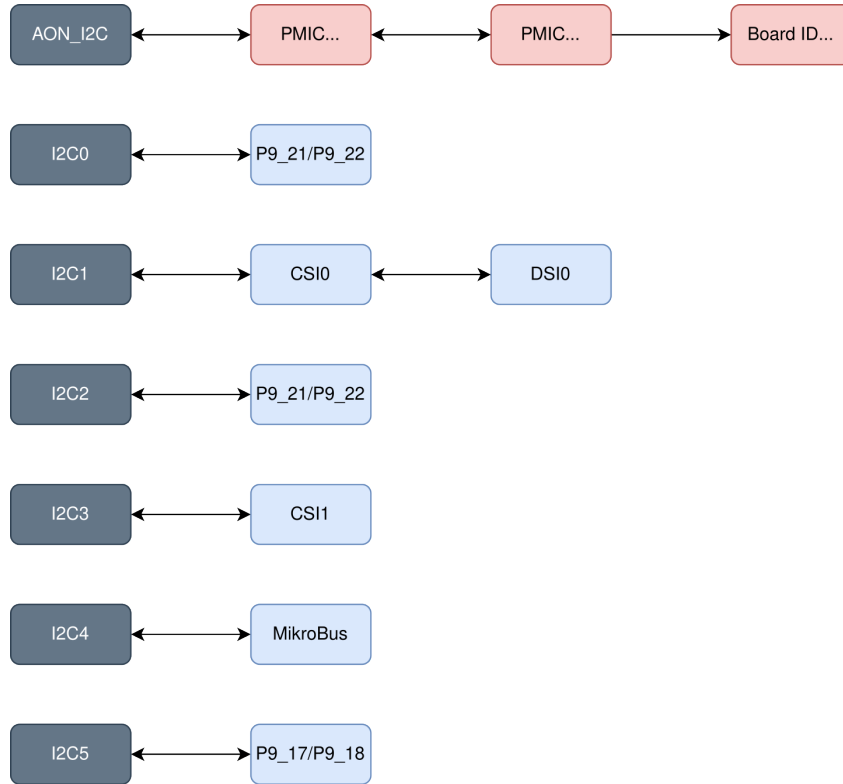 AON_I2C PMIC... PMIC... Board ID...
I2C0 P9_21/P9_22
I2C1 CSI0 DSI0
I2C2 P9_21/P9_22
I2C3 CSI1
I2C4 MikroBus
I2C5 P9_17/P9_18